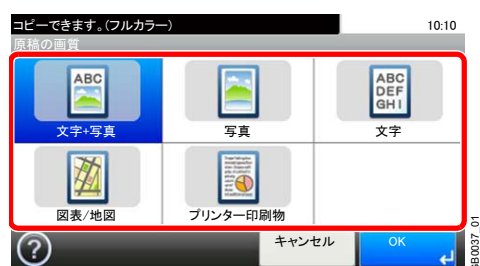 コピーできます。(フルカラー) 10:10
原稿の画質
ABC
ABC
DEF
GHI
文字+写真 写真 文字
図表/地図 プリンター印刷物
? キャンセル OK
GB0037_01